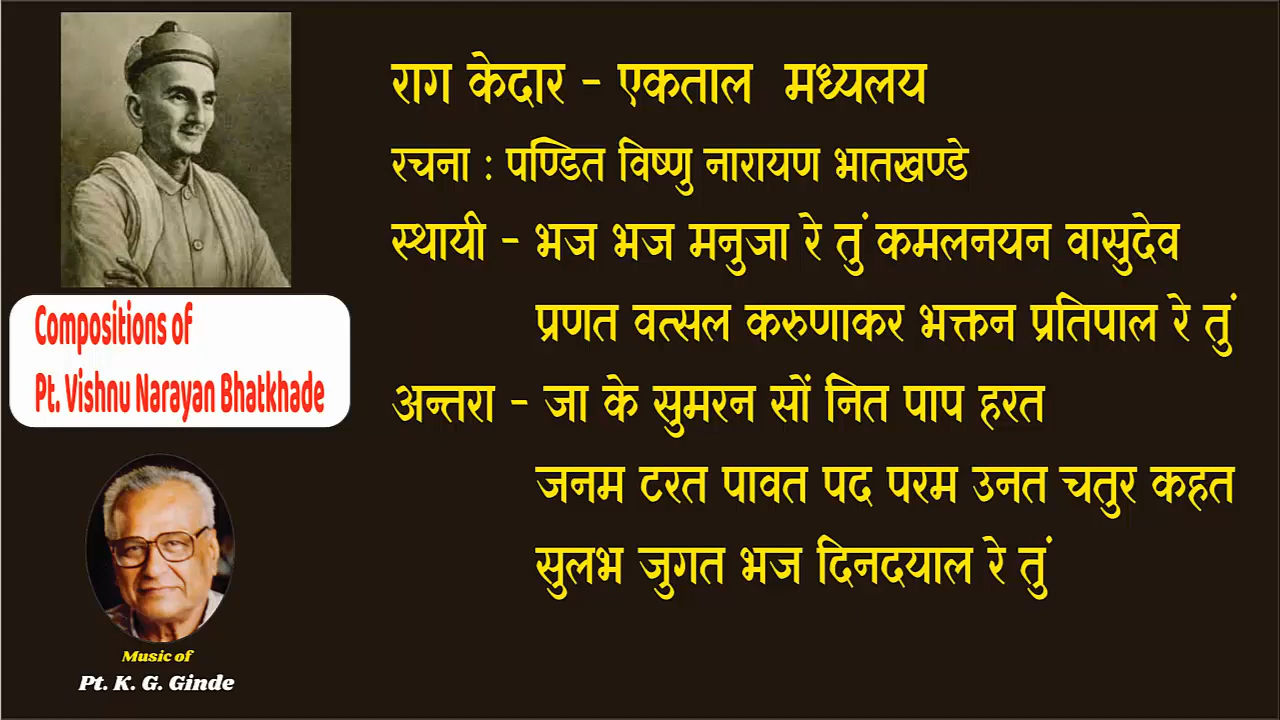 राग केदार - एकताल मध्यलय
रचना : पण्डित विष्णु नारायण भातखण्डे
स्थायी - भज भज मनुजा रे तुं कमलनयन वासुदेव
प्रणत वत्सल करुणाकर भक्तन प्रतिपाल रे तुं
अन्तरा - जा के सुमरन सों नित पाप हरत
जनम टरत पावत पद परम उनत चतुर कहत
सुलभ जुगत भज दिनदयाल रे तुं
Compositions of
Pt. Vishnu Narayan Bhatkhade
Music of
Pt. K. G. Ginde